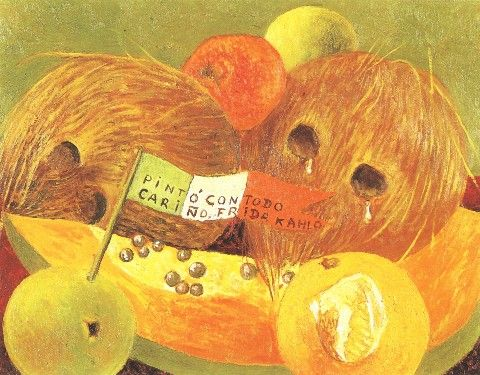 PINTÓ CON TODO
CARIÑO, FRIDA KAHLO